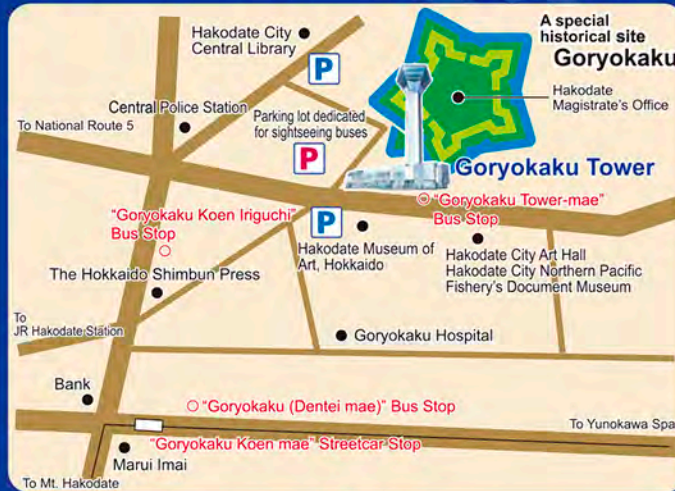 Hakodate City
Central Library
P
A special
historical site
Goryokaku
Hakodate
Magistrate's Office
Central Police Station
Parking lot dedicated
for sightseeing buses
To National Route 5
P
Goryokaku Tower
"Goryokaku Tower-mae"
Bus Stop
"Goryokaku Koen Iriguchi"
Bus Stop
P
Hakodate Museum of
Art, Hokkaido
Hakodate City Art Hall
Hakodate City Northern Pacific
Fishery's Document Museum
The Hokkaido Shimbun Press
To
JR Hakodate Station
Goryokaku Hospital
Bank
"Goryokaku (Dentei mae)" Bus Stop
To Yunokawa Spa
"Goryokaku Koen mae" Streetcar Stop
Marui Imai
To Mt. Hakodate